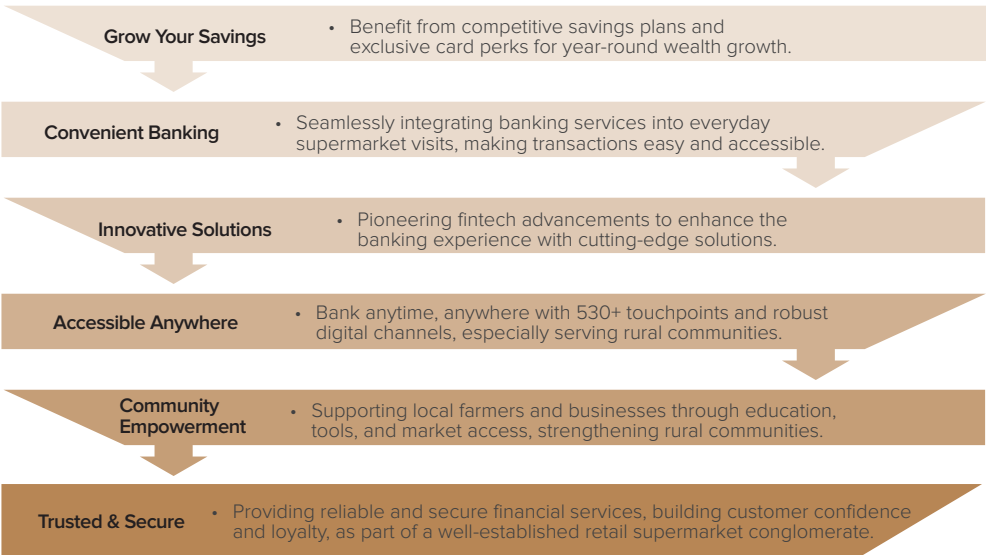 Grow Your Savings
• Benefit from competitive savings plans and
exclusive card perks for year-round wealth growth.
Convenient Banking
• Seamlessly integrating banking services into everyday
supermarket visits, making transactions easy and accessible.
Innovative Solutions
• Pioneering fintech advancements to enhance the
banking experience with cutting-edge solutions.
Accessible Anywhere
• Bank anytime, anywhere with 530+ touchpoints and robust
digital channels, especially serving rural communities.
Community
Empowerment
• Supporting local farmers and businesses through education,
tools, and market access, strengthening rural communities.
Trusted & Secure
• Providing reliable and secure financial services, building customer confidence
and loyalty, as part of a well-established retail supermarket conglomerate.